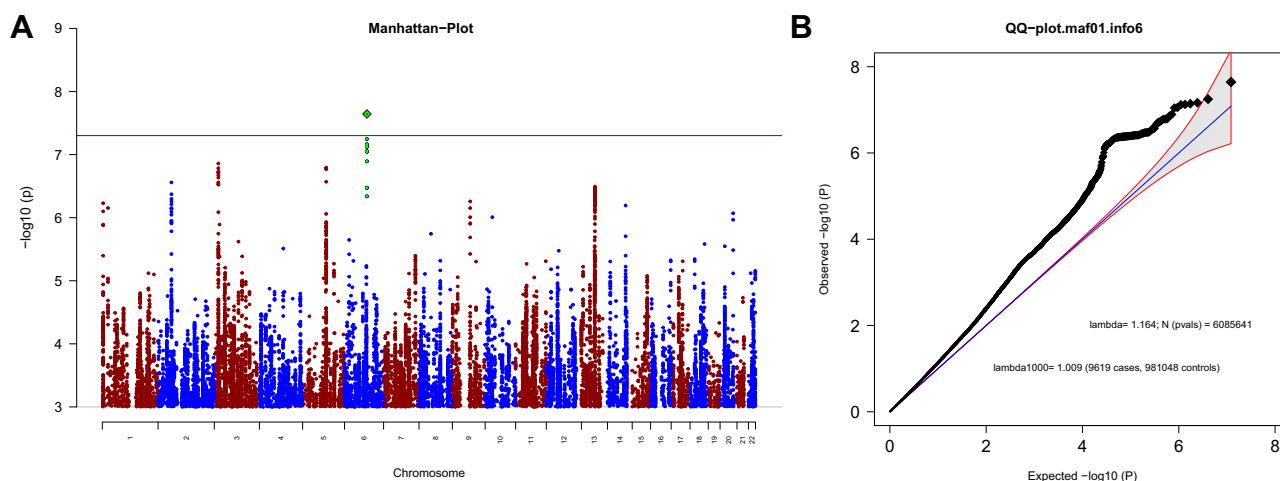 A
Manhattan−Plot
9
8
7
6
5
4
3
−log10 (p)
1 2 3 4 5 6 7 8 9 10 11 12 13 14 15 16 17 18 19 20 21 22
Chromosome
B
QQ−plot.maf01.info6
8
6
4
2
0
Observed −log10 (P)
lambda= 1.164; N (pvals) = 6085641
lambda1000= 1.009 (9619 cases, 981048 controls)
0 2 4 6 8
Expected −log10 (P)